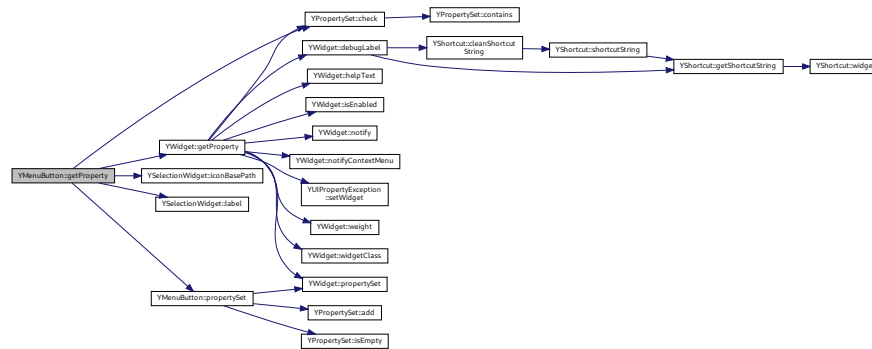 YPropertySet::check
YPropertySet::contains
YWidget::debugLabel
YShortcut::cleanShortcut
String
YShortcut::shortcutString
YShortcut::getShortcutString
YShortcut::widge
YWidget::helpText
YWidget::isEnabled
YWidget::notify
YWidget::getProperty
YWidget::notifyContextMenu
YMenuButton::getProperty
YSelectionWidget::iconBasePath
YUIPropertyException
::setWidget
YSelectionWidget::label
YWidget::weight
YWidget::widgetClass
YWidget::propertySet
YMenuButton::propertySet
YPropertySet::add
YPropertySet::isEmpty